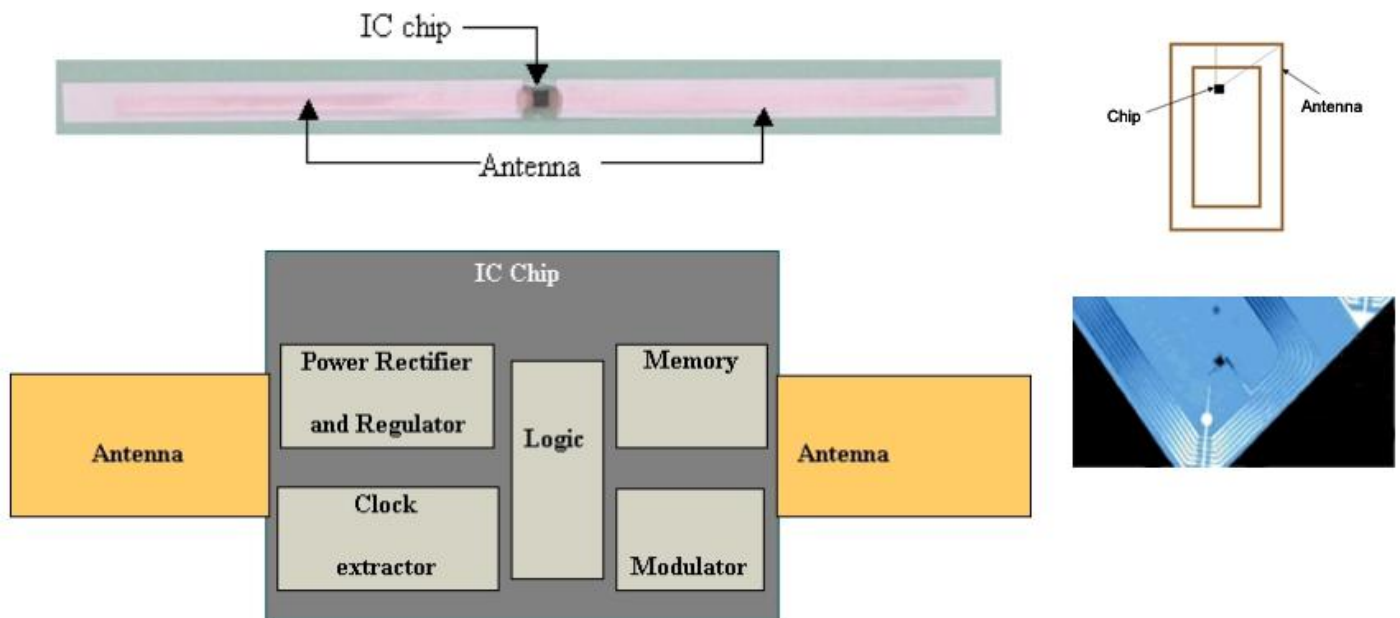 IC chip
Antenna
Chip
Antenna
IC Chip
Power Rectifier
and Regulator
Memory
Logic
Antenna
Antenna
Clock
extractor
Modulator